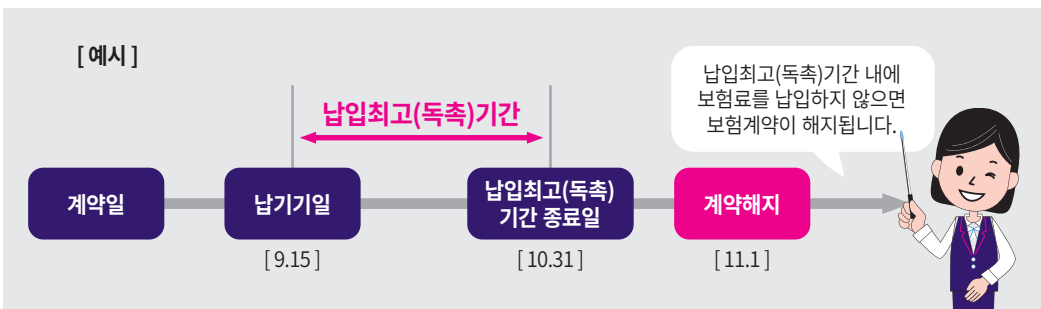 [ 예시 ]
납입최고(독촉)기간 내에
보험료를 납입하지 않으면
보험계약이 해지됩니다.
납입최고(독촉)기간
계약일
납기기일
납입최고(독촉)
기간 종료일
계약해지
[ 9.15 ]
[ 10.31 ]
[ 11.1 ]